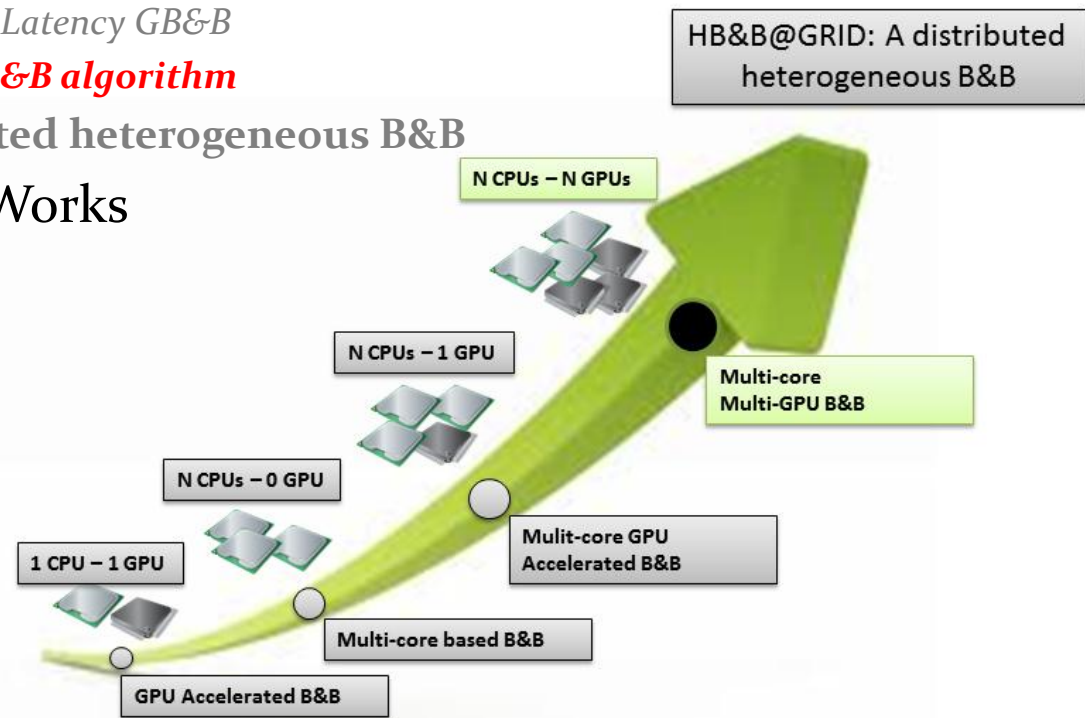 Latency GB&B
&B algorithm
ted heterogeneous B&B
Works
HB&B@GRID: A distributed
heterogeneous B&B
N CPUs – N GPUs
N CPUs – 1 GPU
Multi-core
Multi-GPU B&B
N CPUs – 0 GPU
Mulit-core GPU
Accelerated B&B
1 CPU – 1 GPU
Multi-core based B&B
GPU Accelerated B&B